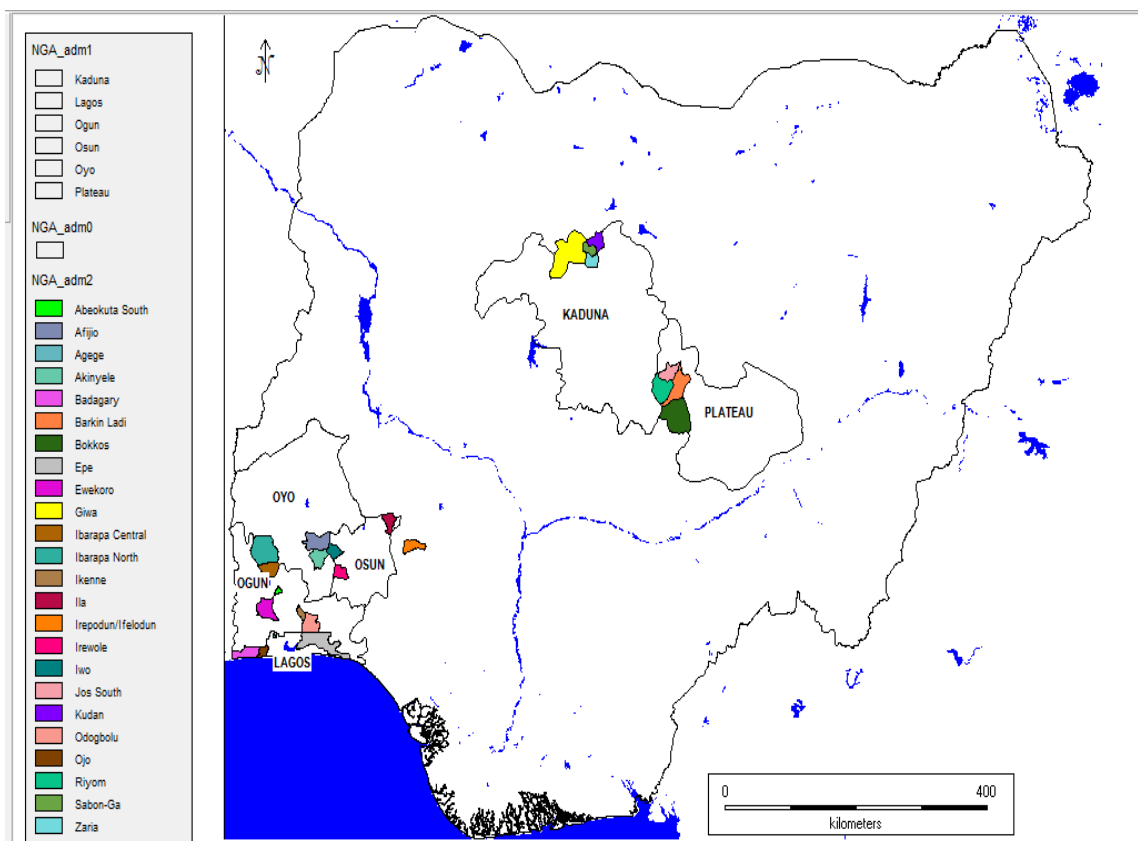 NGA_adm1
Kaduna
Lagos
Ogun
Osun
Oyo
Plateau
NGA_adm0
NGA_adm2
Abeokuta South
Afijio
Agege
Akinyele
Badagary
Barkin Ladi
Bokkos
Epe
Ewekoro
Giwa
Ibarapa Central
Ibarapa North
Ikenne
Ila
Irepodun/Ifelodun
Irewole
Iwo
Jos South
Kudan
Odogbolu
Ojo
Riyom
Sabon-Ga
Zaria
N
KADUNA
PLATEAU
OYO
OSUN
OGUN
LAGOS
0 400
kilometers